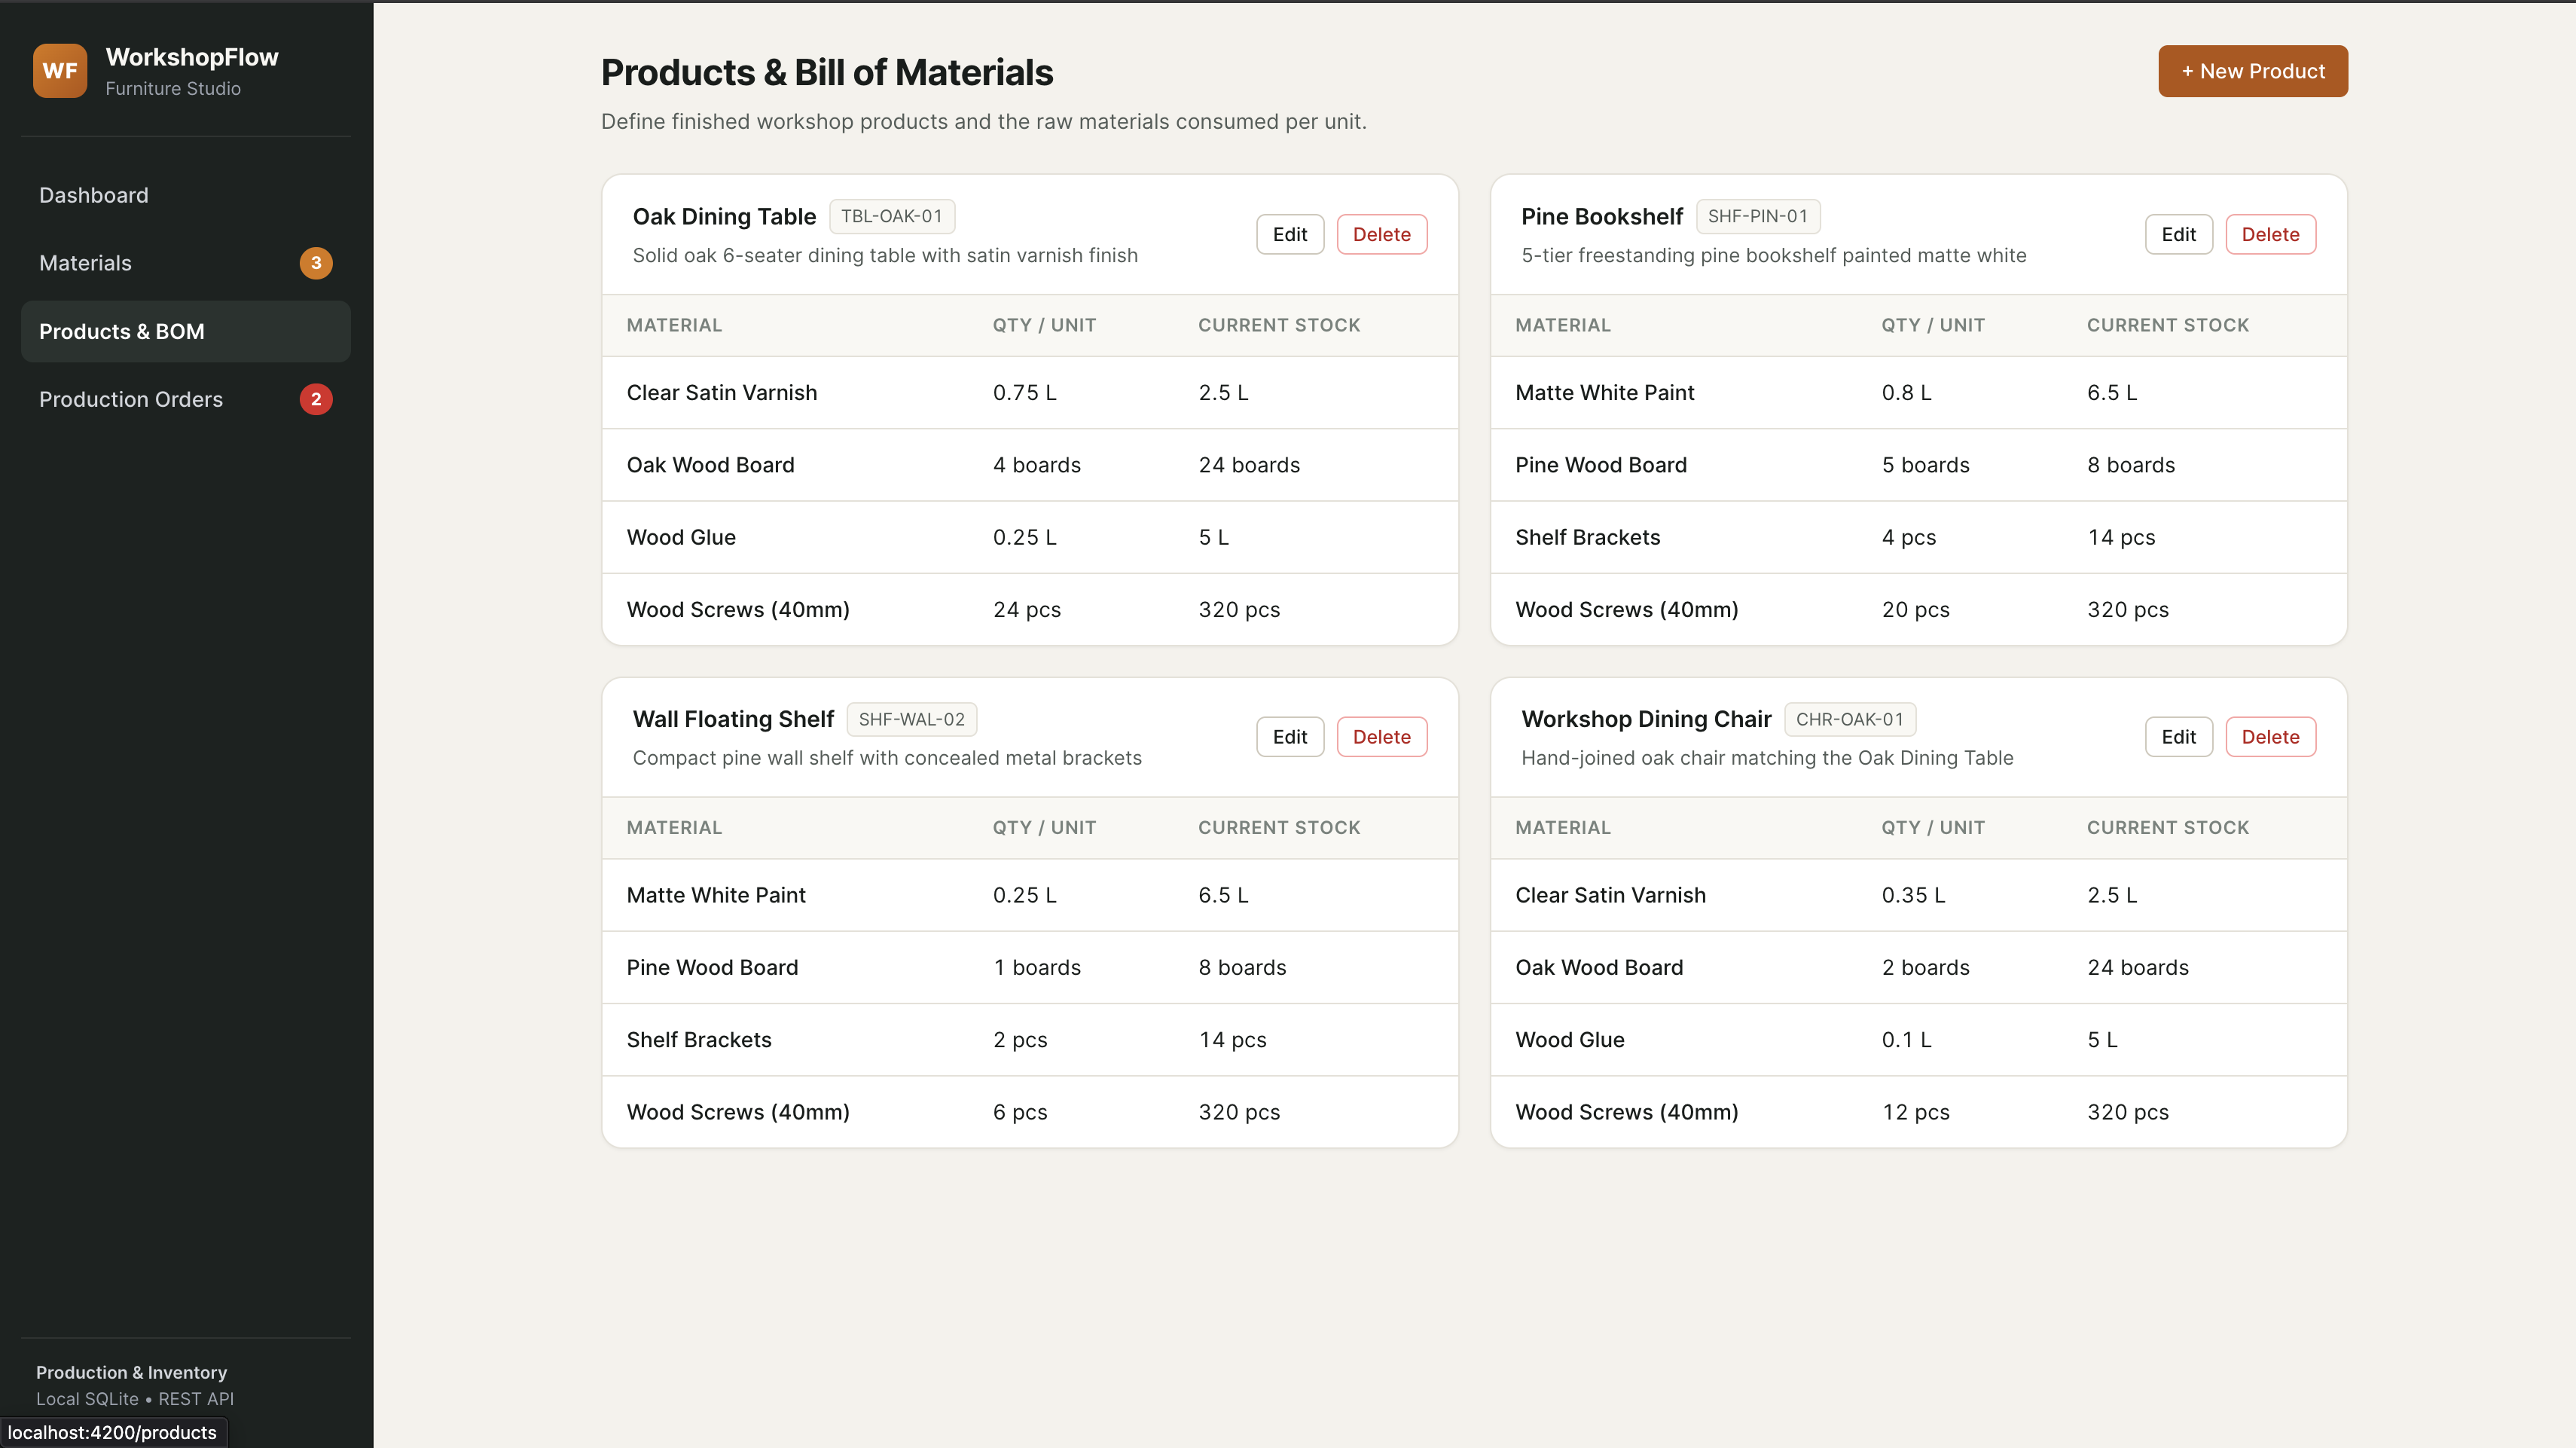 WF
WorkshopFlow
Furniture Studio
Dashboard
Materials 3
Products & BOM
Production Orders 2
Production & Inventory
Local SQLite • REST API
localhost:4200/products
Products & Bill of Materials
+ New Product
Define finished workshop products and the raw materials consumed per unit.
Oak Dining Table TBL-OAK-01
Solid oak 6-seater dining table with satin varnish finish
Edit Delete
MATERIAL QTY / UNIT CURRENT STOCK
Clear Satin Varnish 0.75 L 2.5 L
Oak Wood Board 4 boards 24 boards
Wood Glue 0.25 L 5 L
Wood Screws (40mm) 24 pcs 320 pcs
Pine Bookshelf SHF-PIN-01
5-tier freestanding pine bookshelf painted matte white
Edit Delete
MATERIAL QTY / UNIT CURRENT STOCK
Matte White Paint 0.8 L 6.5 L
Pine Wood Board 5 boards 8 boards
Shelf Brackets 4 pcs 14 pcs
Wood Screws (40mm) 20 pcs 320 pcs
Wall Floating Shelf SHF-WAL-02
Compact pine wall shelf with concealed metal brackets
Edit Delete
MATERIAL QTY / UNIT CURRENT STOCK
Matte White Paint 0.25 L 6.5 L
Pine Wood Board 1 boards 8 boards
Shelf Brackets 2 pcs 14 pcs
Wood Screws (40mm) 6 pcs 320 pcs
Workshop Dining Chair CHR-OAK-01
Hand-joined oak chair matching the Oak Dining Table
Edit Delete
MATERIAL QTY / UNIT CURRENT STOCK
Clear Satin Varnish 0.35 L 2.5 L
Oak Wood Board 2 boards 24 boards
Wood Glue 0.1 L 5 L
Wood Screws (40mm) 12 pcs 320 pcs